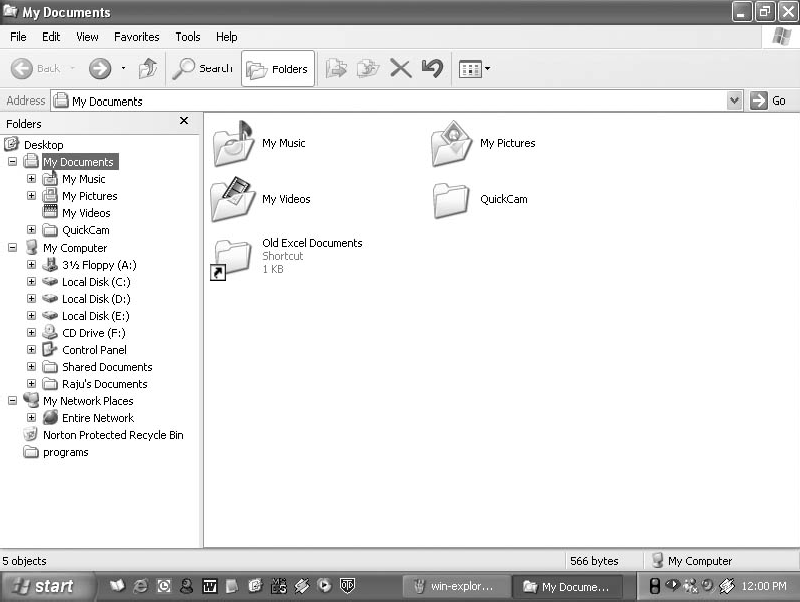 My Documents
File Edit View Favorites Tools Help
Back Search Folders
Address My Documents Go
Folders
Desktop
My Documents
My Music
My Pictures
My Videos
QuickCam
My Computer
3½ Floppy (A:)
Local Disk (C:)
Local Disk (D:)
Local Disk (E:)
CD Drive (F:)
Control Panel
Shared Documents
Raju's Documents
My Network Places
Entire Network
Norton Protected Recycle Bin
programs
My Music
My Pictures
My Videos
QuickCam
Old Excel Documents
Shortcut
1 KB
5 objects 566 bytes My Computer
start win-explor... My Docume... 12:00 PM